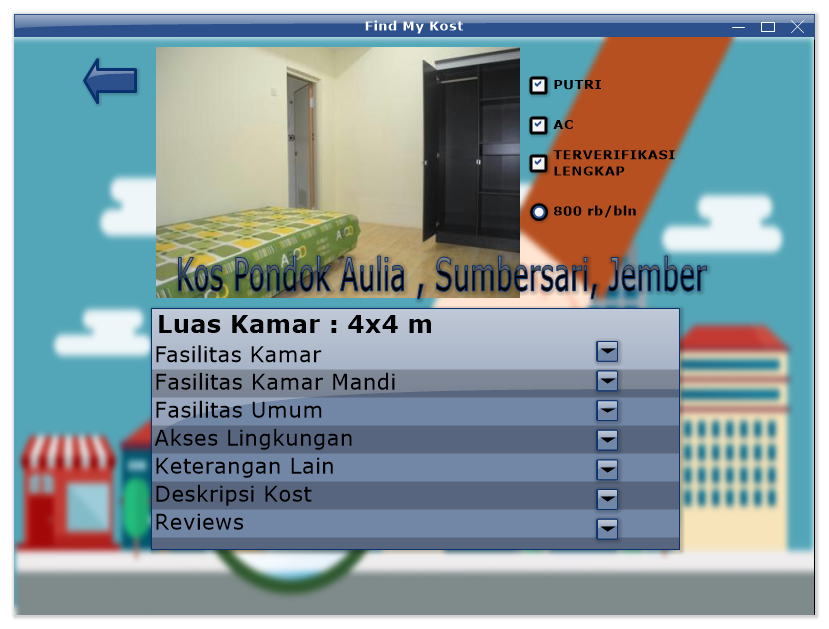 Find My Kost
PUTRI
AC
TERVERIFIKASI
LENGKAP
800 rb/bln
Kos Pondok Aulia , Sumbersari, Jember
Luas Kamar : 4x4 m
Fasilitas Kamar
Fasilitas Kamar Mandi
Fasilitas Umum
Akses Lingkungan
Keterangan Lain
Deskripsi Kost
Reviews